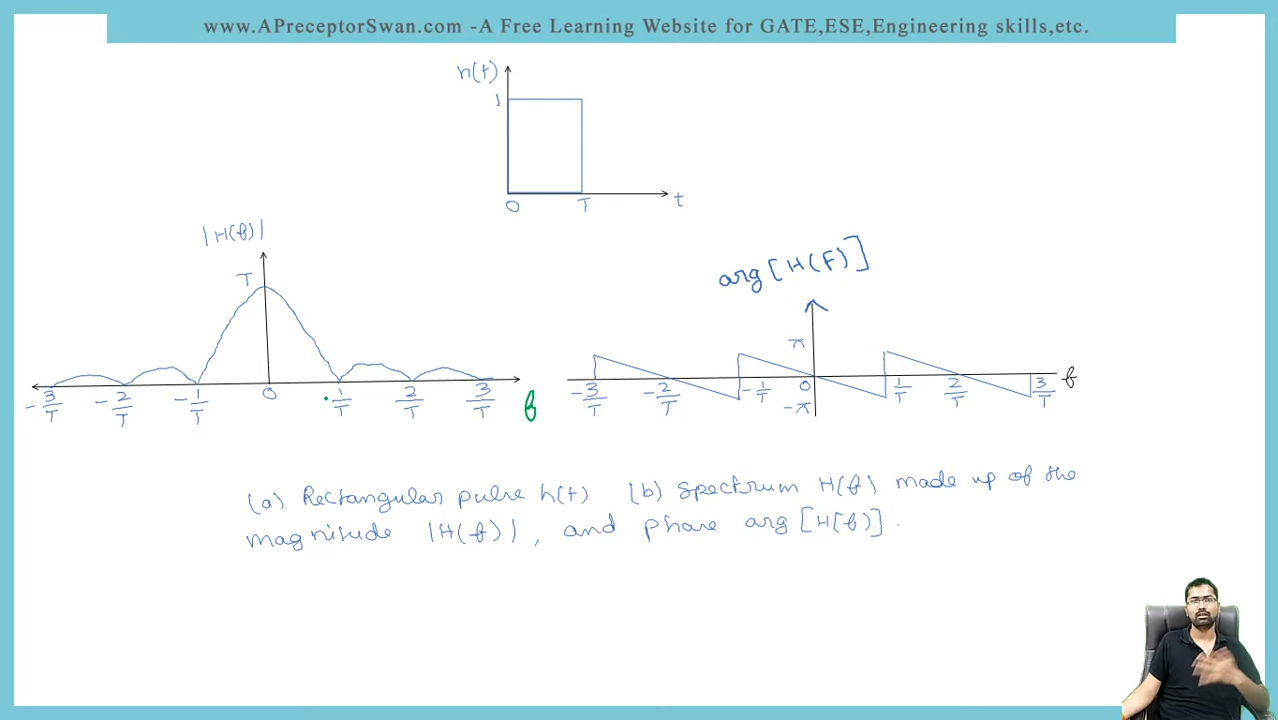 www.APreceptorSwan.com -A Free Learning Website for GATE,ESE,Engineering skills,etc.
h(t)
1
0 T t
|H(f)|
T
-3/T -2/T -1/T 0 1/T 2/T 3/T f
arg[H(F)]
π
-3/T -2/T -1/T 0 1/T 2/T 3/T f
-π
(a) Rectangular pulse h(t) (b) Spectrum H(f) made up of the
magnitude |H(f)|, and phase arg[H(f)].